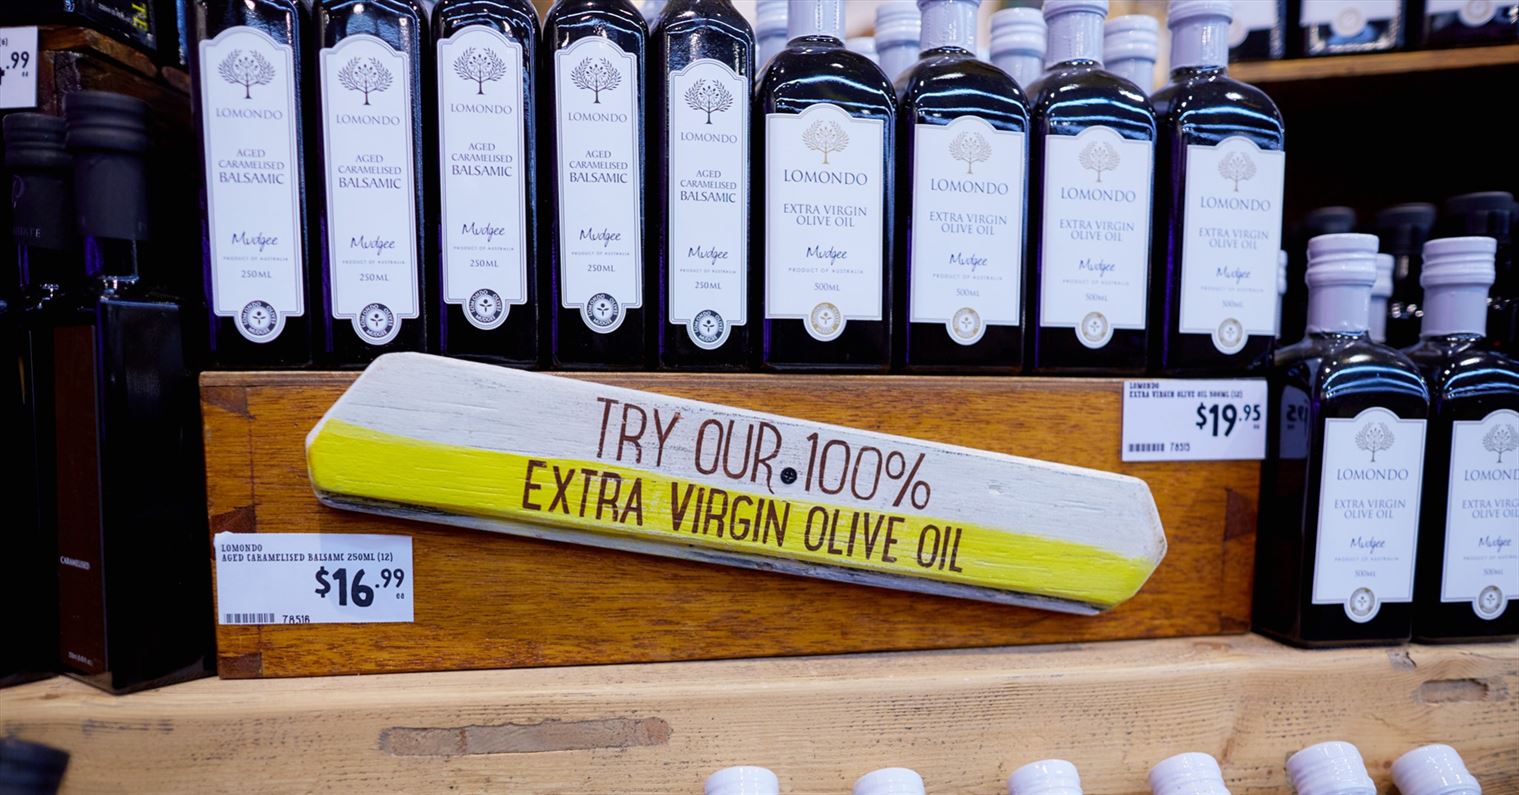 .99
ea
LOMONDO
AGED
CARAMELISED
BALSAMIC
Mudgee
PRODUCT OF AUSTRALIA
250ML
LOMONDO
AGED
CARAMELISED
BALSAMIC
Mudgee
PRODUCT OF AUSTRALIA
250ML
LOMONDO
AGED
CARAMELISED
BALSAMIC
Mudgee
PRODUCT OF AUSTRALIA
250ML
LOMONDO
AGED
CARAMELISED
BALSAMIC
Mudgee
PRODUCT OF AUSTRALIA
250ML
LOMONDO
AGED
CARAMELISED
BALSAMIC
Mudgee
PRODUCT OF AUSTRALIA
250ML
LOMONDO
EXTRA VIRGIN
OLIVE OIL
Mudgee
PRODUCT OF AUSTRALIA
500ML
LOMONDO
EXTRA VIRGIN
OLIVE OIL
Mudgee
PRODUCT OF AUSTRALIA
500ML
LOMONDO
EXTRA VIRGIN
OLIVE OIL
Mudgee
PRODUCT OF AUSTRALIA
500ML
LOMONDO
EXTRA VIRGIN
OLIVE OIL
Mudgee
PRODUCT OF AUSTRALIA
500ML
LOMONDO
EXTRA VIRGIN OLIVE OIL 500ML (12)
$19.95
ea
78515
TRY OUR 100%
EXTRA VIRGIN OLIVE OIL
LOMONDO
AGED CARAMELISED BALSAMC 250ML (12)
$16.99
ea
78516
CARAMELISED
LOMONDO
EXTRA VIRGIN
OLIVE OIL
Mudgee
PRODUCT OF AUSTRALIA
500ML
LOMONDO
EXTRA VIRGIN
OLIVE OIL
Mudgee
500ML